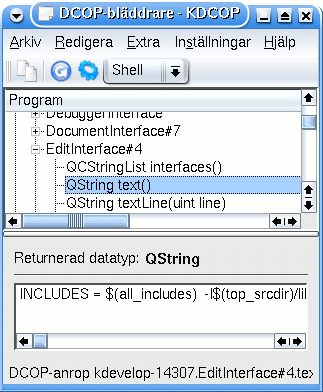 DCOP-bläddrare - KDCOP
Arkiv Redigera Extra Inställningar Hjälp
Shell
Program
DebuggerInterface
DocumentInterface#7
EditInterface#4
QCStringList interfaces()
QString text()
QString textLine(uint line)
Returnerad datatyp: QString
INCLUDES = $(all_includes) -I$(top_srcdir)/lil
DCOP-anrop kdevelop-14307.EditInterface#4.tex